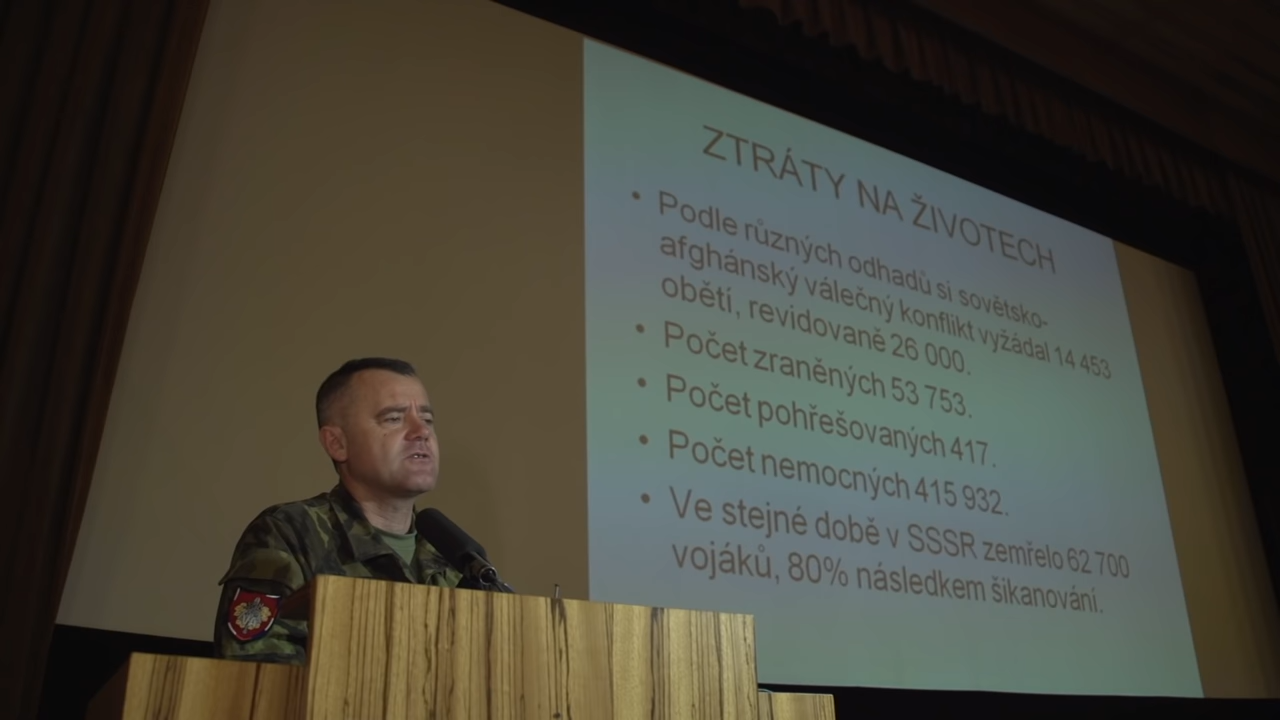 ZTRÁTY NA ŽIVOTECH
• Podle různých odhadů si sovětsko-
afghánský válečný konflikt vyžádal 14 453
obětí, revidovaně 26 000.
• Počet zraněných 53 753.
• Počet pohřešovaných 417.
• Počet nemocných 415 932.
• Ve stejné době v SSSR zemřelo 62 700
vojáků, 80% následkem šikanování.